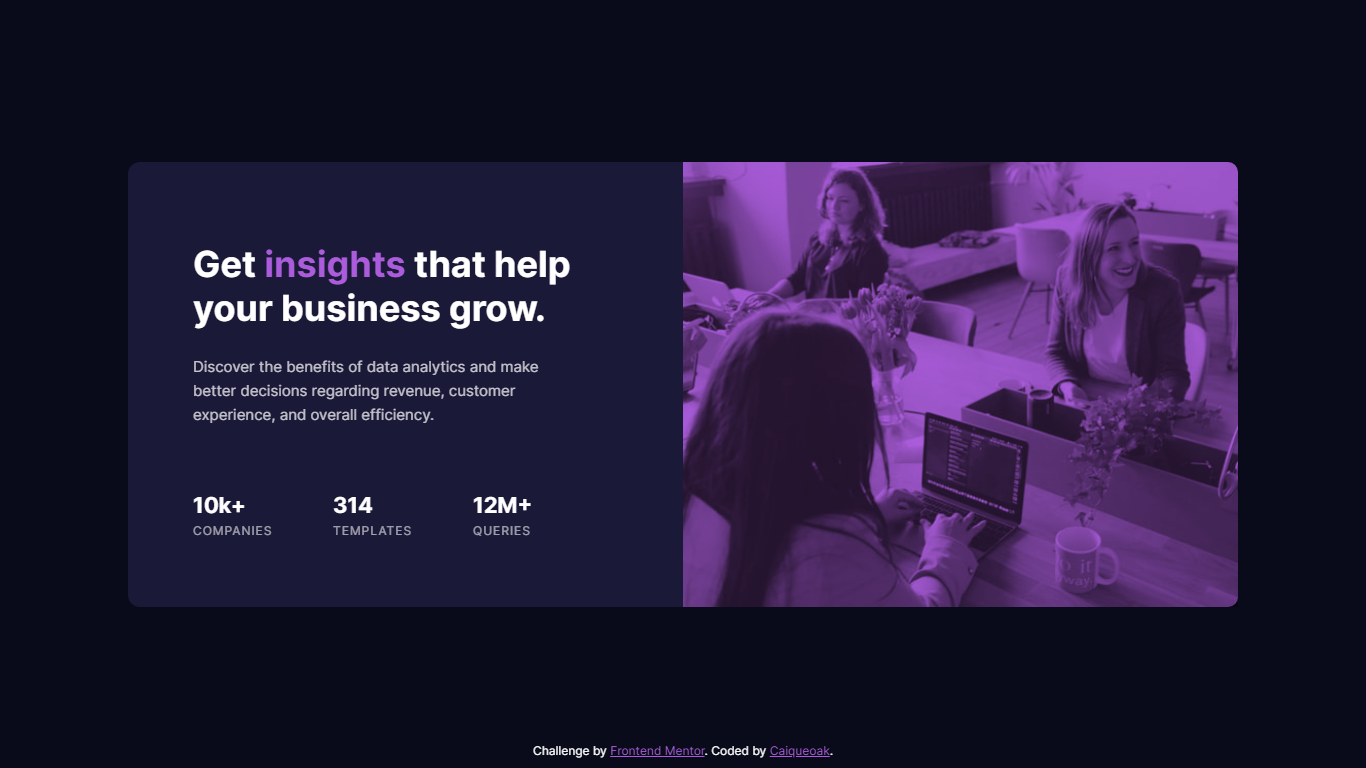 Get insights that help
your business grow.
Discover the benefits of data analytics and make
better decisions regarding revenue, customer
experience, and overall efficiency.
10k+ 314 12M+
COMPANIES TEMPLATES QUERIES
Challenge by Frontend Mentor. Coded by Caiqueoak.